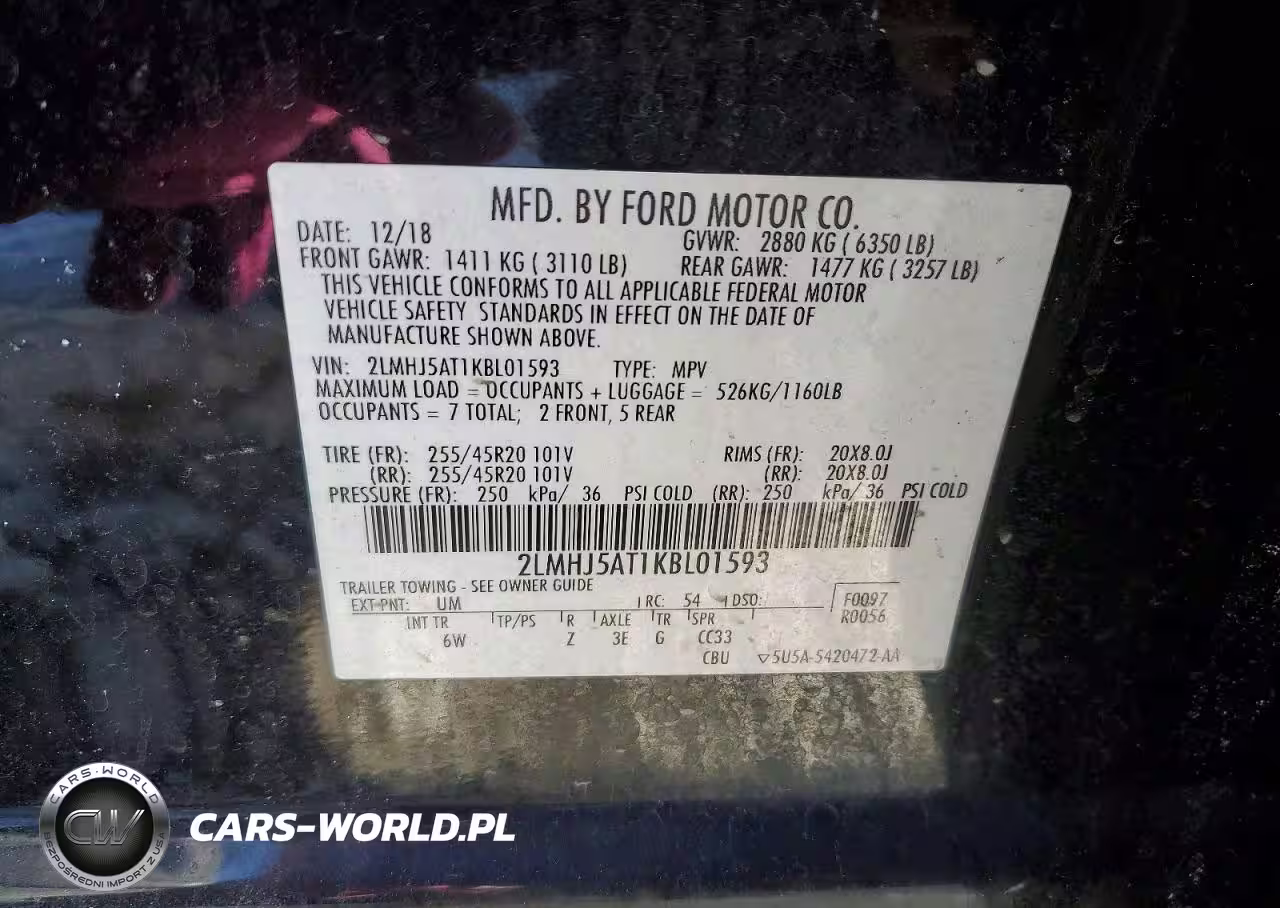 MFD. BY FORD MOTOR CO.
DATE: 12/18 GVWR: 2880 KG ( 6350 LB)
FRONT GAWR: 1411 KG ( 3110 LB) REAR GAWR: 1477 KG ( 3257 LB)
THIS VEHICLE CONFORMS TO ALL APPLICABLE FEDERAL MOTOR
VEHICLE SAFETY STANDARDS IN EFFECT ON THE DATE OF
MANUFACTURE SHOWN ABOVE.
VIN: 2LMHJ5AT1KBL01593 TYPE: MPV
MAXIMUM LOAD = OCCUPANTS + LUGGAGE = 526KG/1160LB
OCCUPANTS = 7 TOTAL; 2 FRONT, 5 REAR
TIRE (FR): 255/45R20 101V RIMS (FR): 20X8.0J
(RR): 255/45R20 101V (RR): 20X8.0J
PRESSURE (FR): 250 kPa/ 36 PSI COLD (RR): 250 kPa/ 36 PSI COLD
2LMHJ5AT1KBL01593
TRAILER TOWING - SEE OWNER GUIDE
EXT PNT: UM RC: 54 DSO: F0097
R0056
INT TR TP/PS R AXLE TR SPR
6W Z 3E G CC33
CBU ▽5U5A-5420472-AA
CARS-WORLD
CW
BEZPOŚREDNI IMPORT Z USA
CARS-WORLD.PL